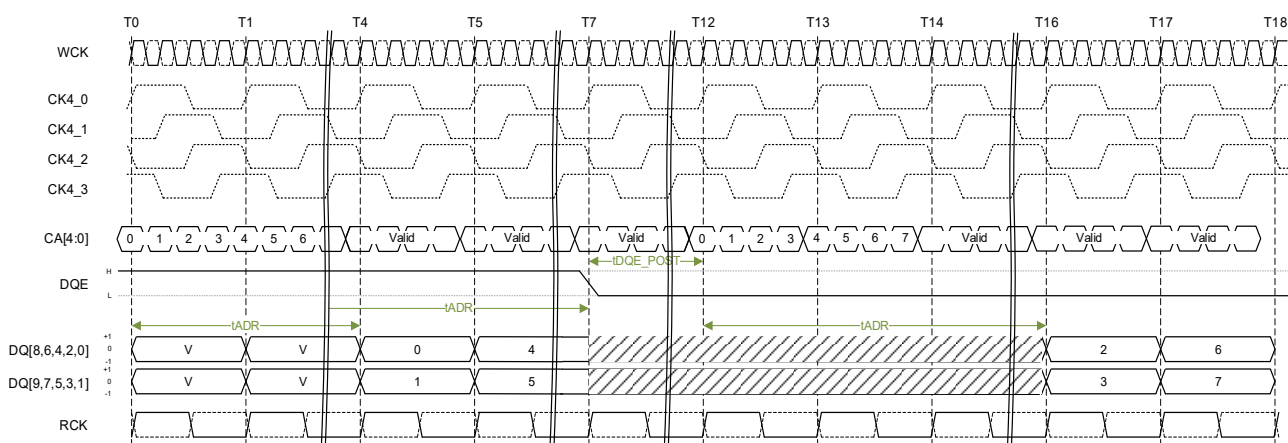 T0 T1 T4 T5 T7 T12 T13 T14 T16 T17 T18
WCK
CK4_0
CK4_1
CK4_2
CK4_3
CA[4:0] 0 1 2 3 4 5 6 Valid Valid Valid 0 1 2 3 4 5 6 7 Valid Valid Valid
tDQE_POST
H
DQE
L
tADR
tADR tADR
+1
DQ[8,6,4,2,0] 0 V V 0 4 2 6
-1
+1
DQ[9,7,5,3,1] 0 V V 1 5 3 7
-1
RCK